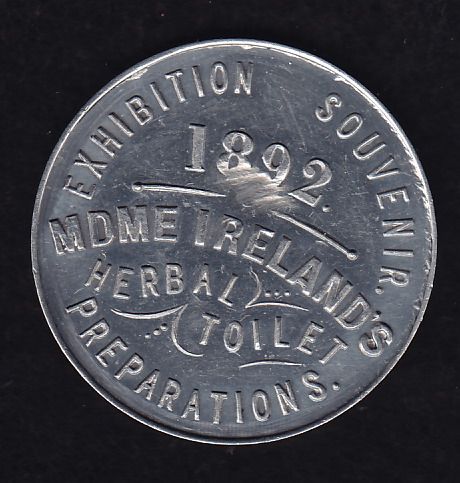 EXHIBITION SOUVENIR.
1892.
MDME IRELAND'S
HERBAL
TOILET
PREPARATIONS.